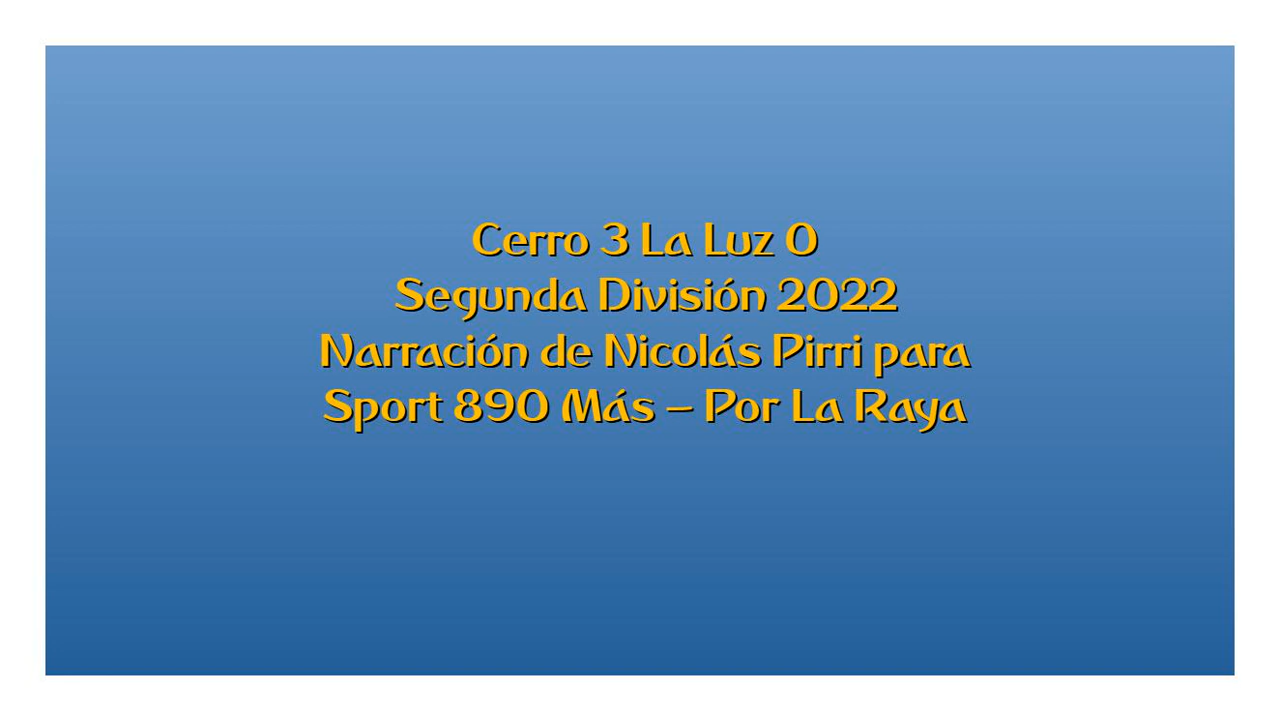 Cerro 3 La Luz 0
Segunda División 2022
Narración de Nicolás Pirri para
Sport 890 Más – Por La Raya